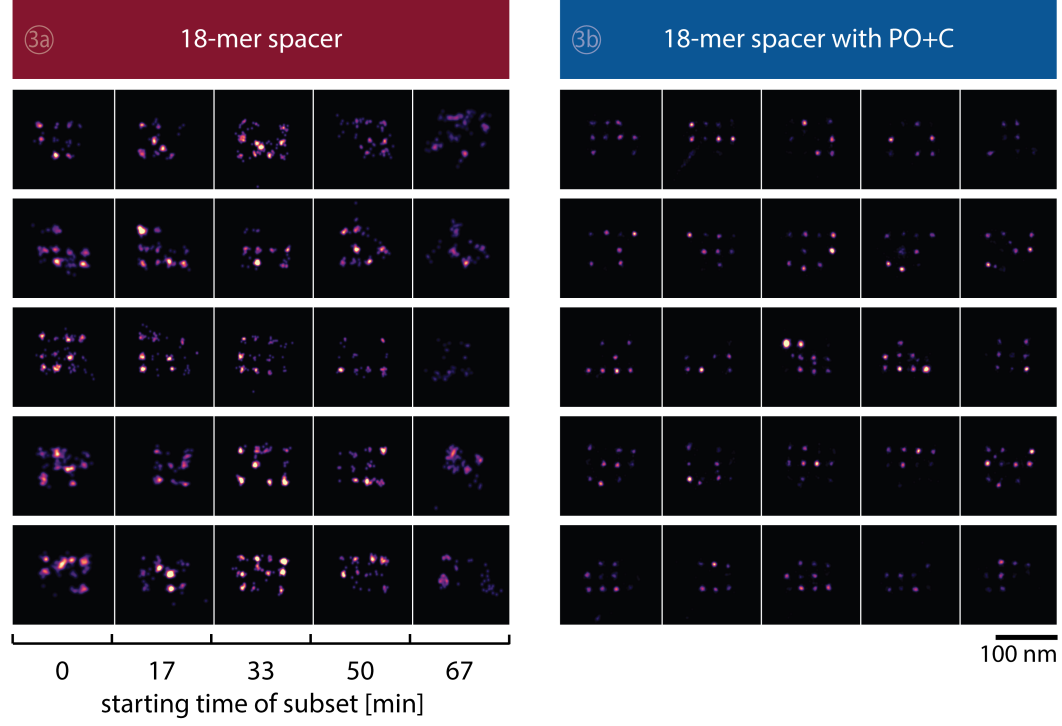 3a
18-mer spacer
3b
18-mer spacer with PO+C
0 17 33 50 67
starting time of subset [min]
100 nm